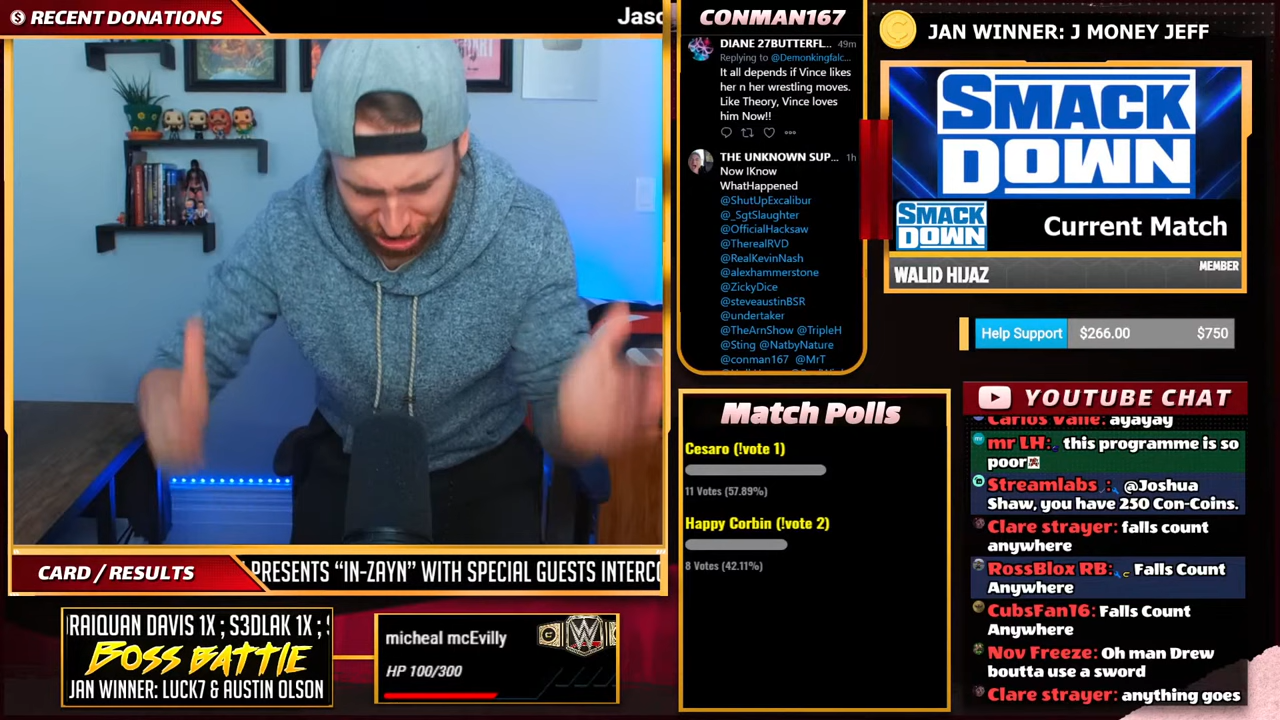 RECENT DONATIONS
Jaso
CONMAN167
DIANE 27BUTTERFL... 49m
Replying to @Demonkingfalc...
It all depends if Vince likes
her n her wrestling moves.
Like Theory, Vince loves
him Now!!
THE UNKNOWN SUP... 1h
Now IKnow
WhatHappened
@ShutUpExcalibur
@_SgtSlaughter
@OfficialHacksaw
@TherealRVD
@RealKevinNash
@alexhammerstone
@ZickyDice
@steveaustinBSR
@undertaker
@TheArnShow @TripleH
@Sting @NatbyNature
@conman167 @MrT
JAN WINNER: J MONEY JEFF
SMACK
DOWN
SMACK
DOWN
Current Match
WALID HIJAZ
MEMBER
Help Support $266.00 $750
Match Polls
Cesaro (!vote 1)
11 Votes (57.89%)
Happy Corbin (!vote 2)
8 Votes (42.11%)
YOUTUBE CHAT
Carlos Valle: ayayay
mr LH: this programme is so
poor
Streamlabs : @Joshua
Shaw, you have 250 Con-Coins.
Clare strayer: falls count
anywhere
RossBlox RB: Falls Count
Anywhere
CubsFan16: Falls Count
Anywhere
Nov Freeze: Oh man Drew
boutta use a sword
Clare strayer: anything goes
CARD / RESULTS
PRESENTS “IN-ZAYN” WITH SPECIAL GUESTS INTERCO
RAIQUAN DAVIS 1X ; S3DLAK 1X ;
BOSS BATTLE
JAN WINNER: LUCK7 & AUSTIN OLSON
micheal mcEvilly
HP 100/300